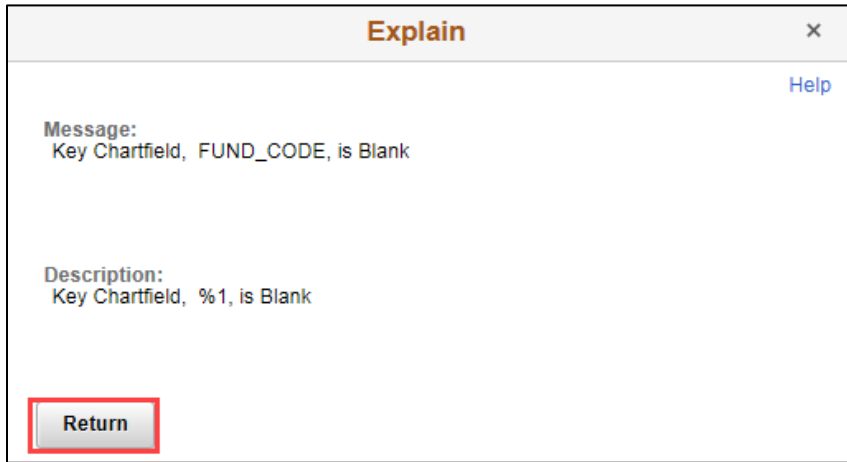 Explain
×
Help
Message:
Key Chartfield, FUND_CODE, is Blank
Description:
Key Chartfield, %1, is Blank
Return